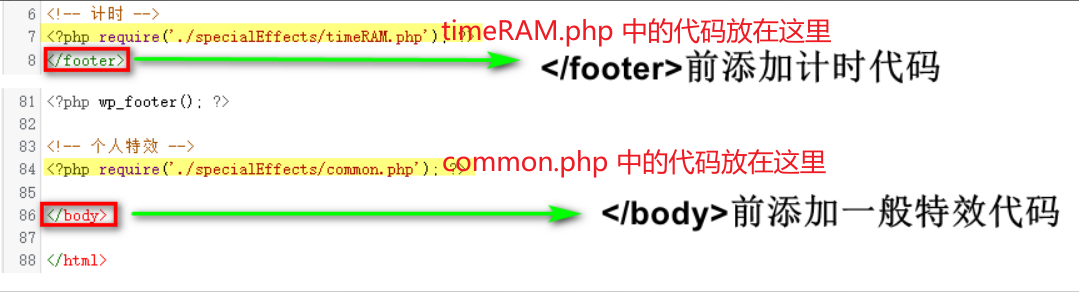 6 <!-- 计时 -->
7 <?php require('./specialEffects/timeRAM.php'); ?> timeRAM.php 中的代码放在这里
8 </footer> </footer>前添加计时代码
81 <?php wp_footer(); ?>
82
83 <!-- 个人特效 -->
84 <?php require('./specialEffects/common.php'); ?> common.php 中的代码放在这里
85
86 </body> </body>前添加一般特效代码
87
88 </html>